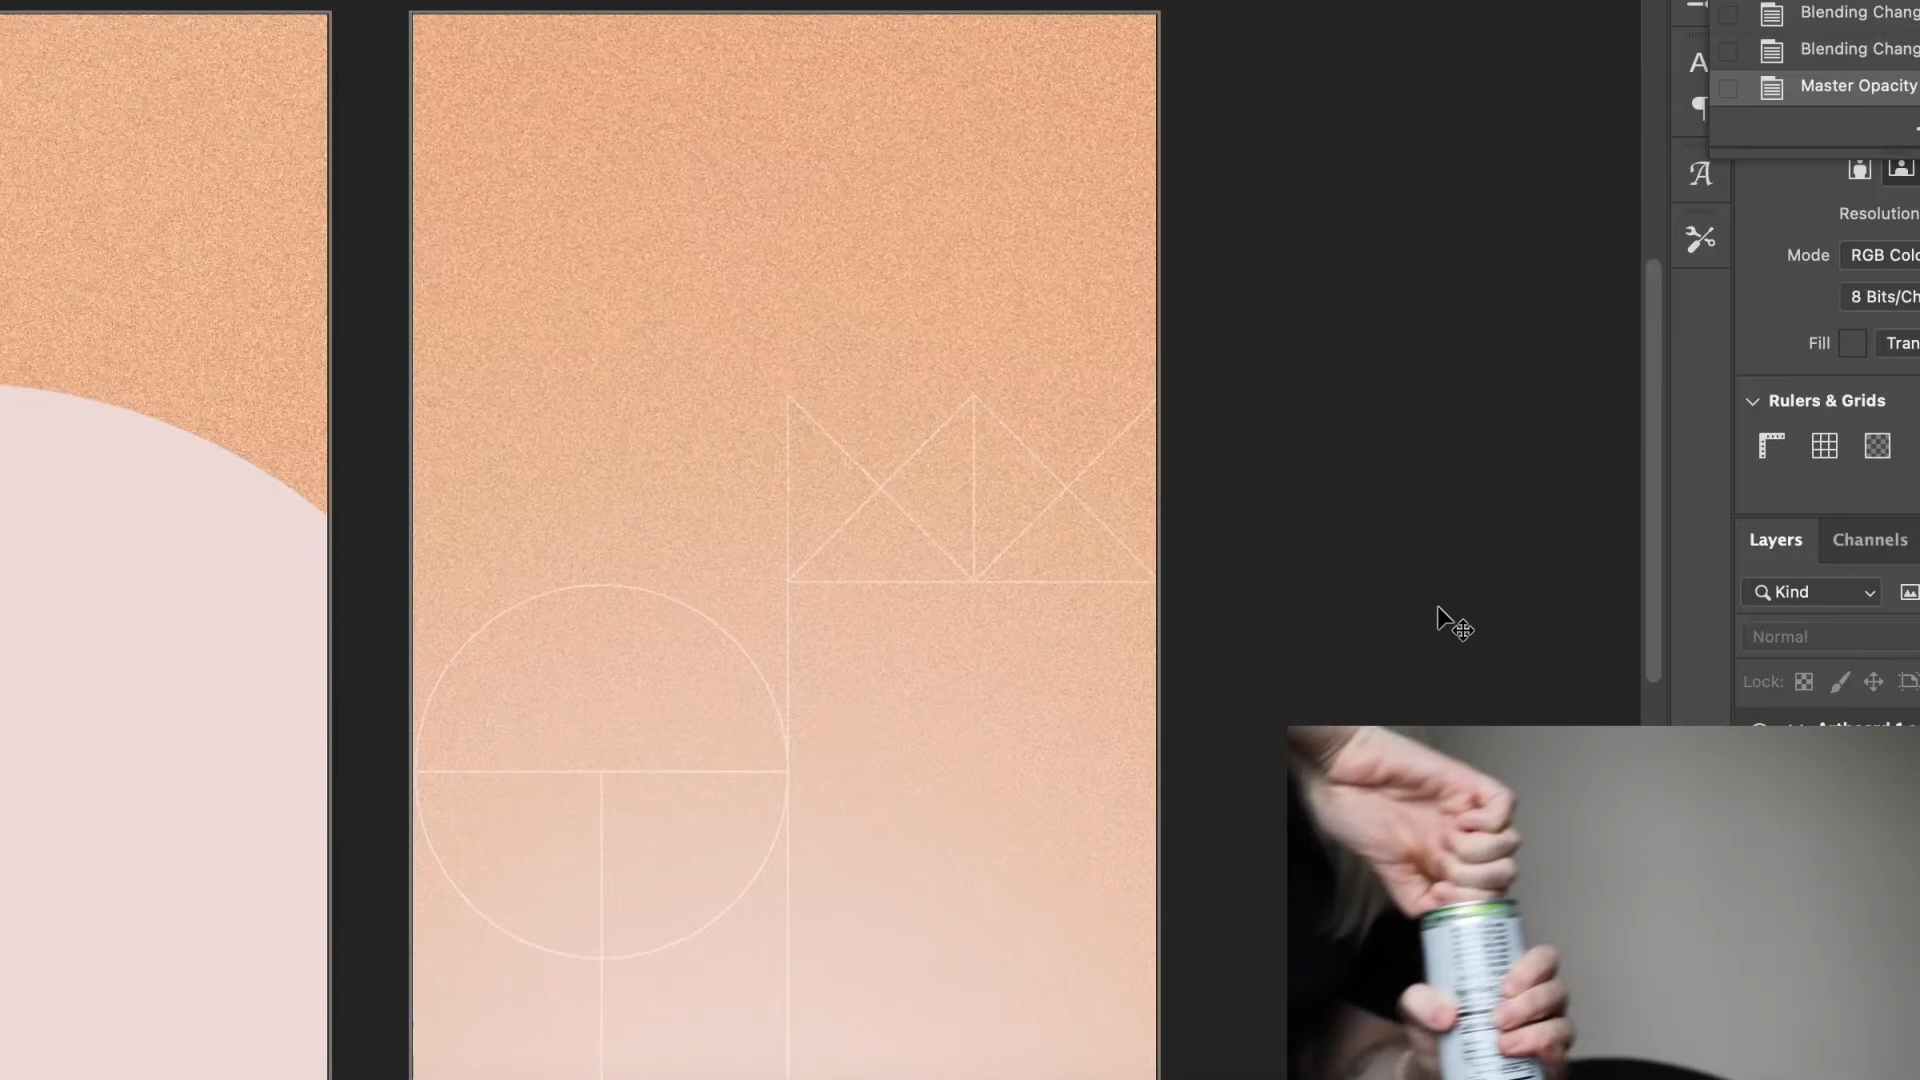 Blending Chang
Blending Chang
Master Opacity
Resolution
Mode
RGB Colo
8 Bits/Ch
Fill
Tran
Rulers & Grids
Layers
Channels
Kind
Normal
Lock: